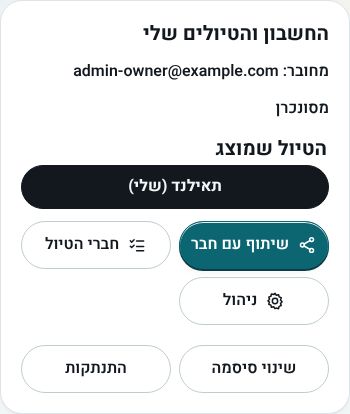 החשבון והטיולים שלי
מחובר: admin-owner@example.com
מסונכרן
הטיול שמוצג
תאילנד (שלי)
שיתוף עם חבר
חברי הטיול
ניהול
שינוי סיסמה
התנתקות